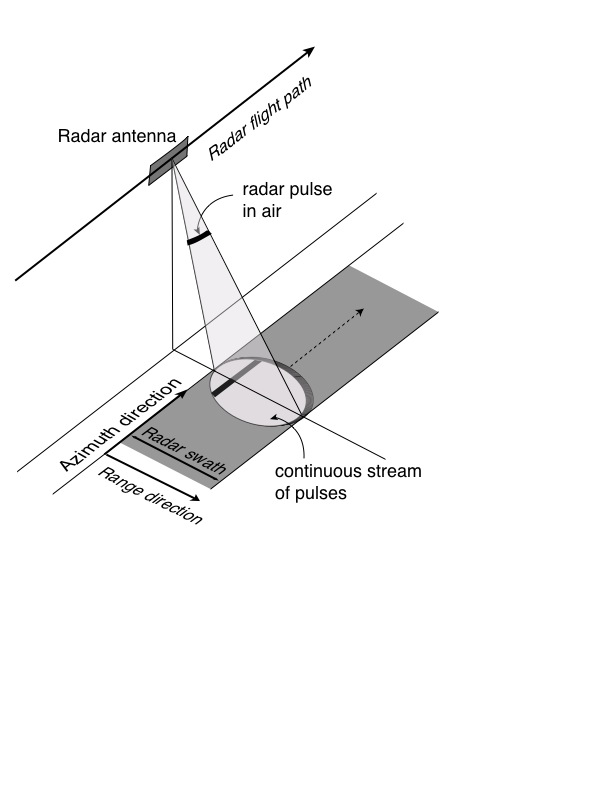 Radar antenna
Radar flight path
radar pulse
in air
Azimuth direction
Radar swath
Range direction
continuous stream
of pulses